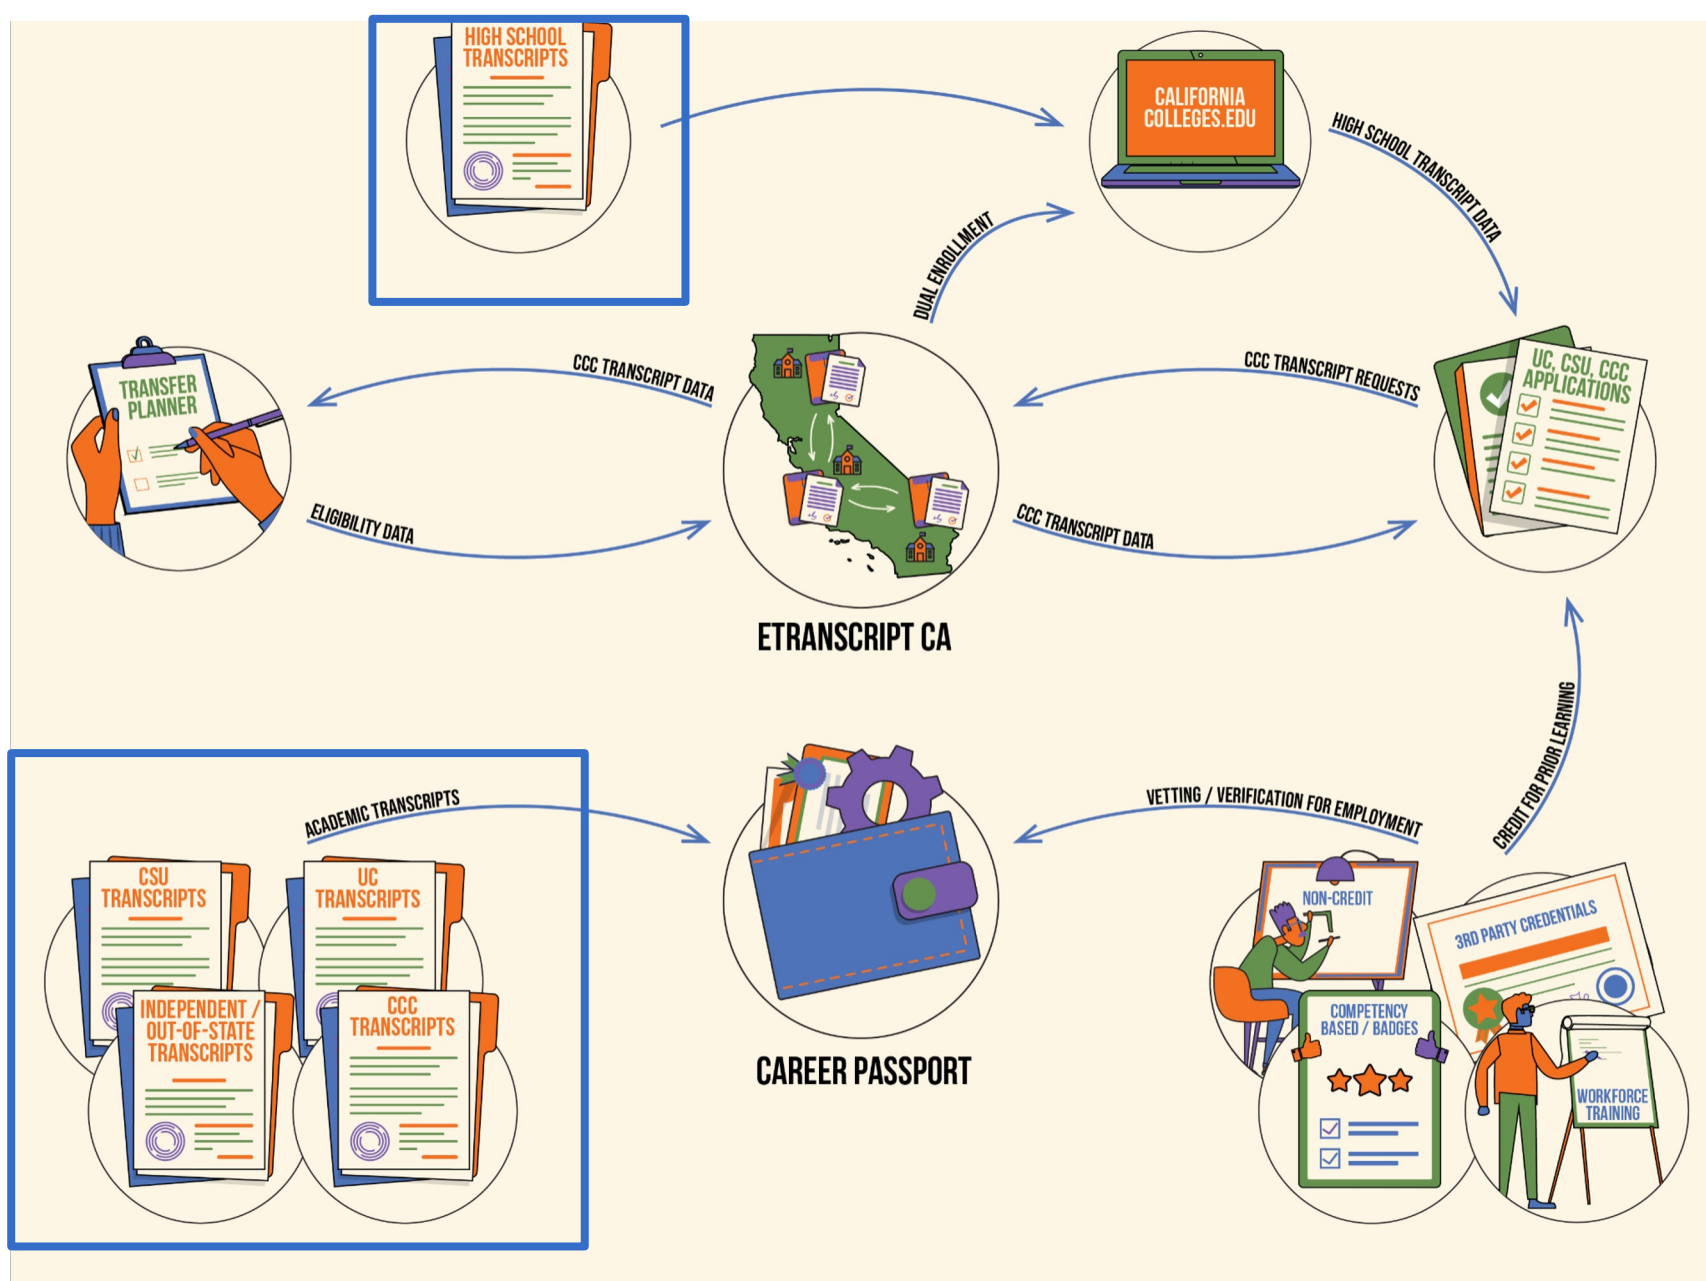 HIGH SCHOOL
TRANSCRIPTS
CALIFORNIA
COLLEGES.EDU
HIGH SCHOOL TRANSCRIPT DATA
DUAL ENROLLMENT
TRANSFER
PLANNER
CCC TRANSCRIPT DATA
CCC TRANSCRIPT REQUESTS
UC, CSU, CCC
APPLICATIONS
ELIGIBILITY DATA
CCC TRANSCRIPT DATA
ETRANSCRIPT CA
ACADEMIC TRANSCRIPTS
VETTING / VERIFICATION FOR EMPLOYMENT
CREDIT FOR PRIOR LEARNING
CSU
TRANSCRIPTS
UC
TRANSCRIPTS
INDEPENDENT /
OUT-OF-STATE
TRANSCRIPTS
CCC
TRANSCRIPTS
CAREER PASSPORT
NON-CREDIT
3RD PARTY CREDENTIALS
COMPETENCY
BASED / BADGES
WORKFORCE
TRAINING